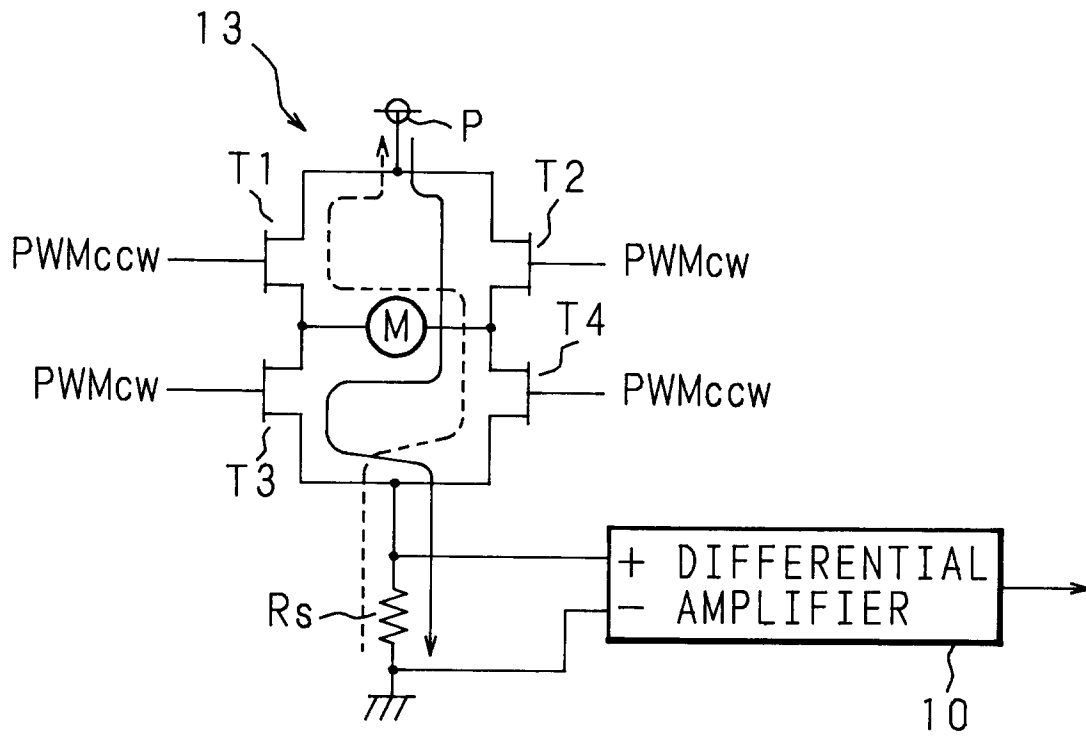 13
P
T1
T2
PWMccw
PWMcw
M
T4
PWMcw
PWMccw
T3
+ DIFFERENTIAL
- AMPLIFIER
Rs
10